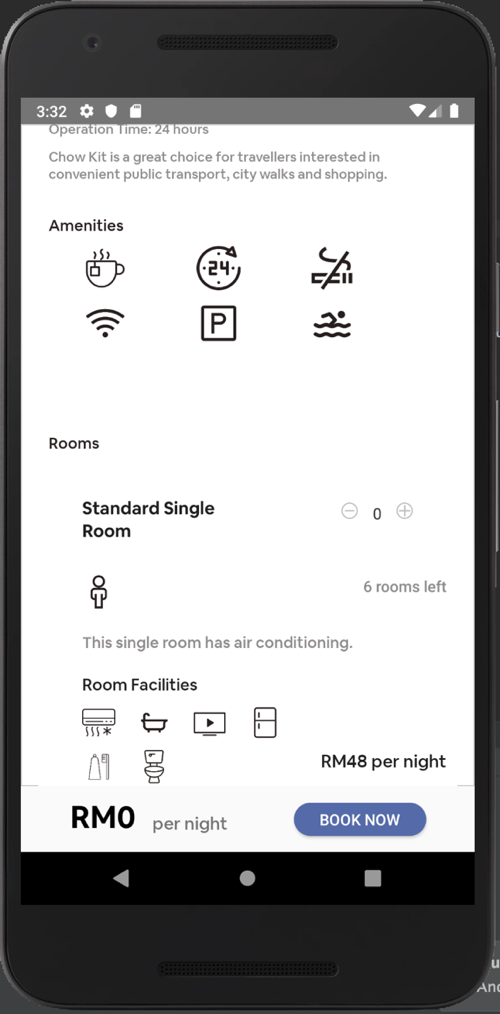 3:32
Operation Time: 24 hours
Chow Kit is a great choice for travellers interested in
convenient public transport, city walks and shopping.
Amenities
24
P
Rooms
Standard Single
Room
0
6 rooms left
This single room has air conditioning.
Room Facilities
RM48 per night
RM0 per night
BOOK NOW